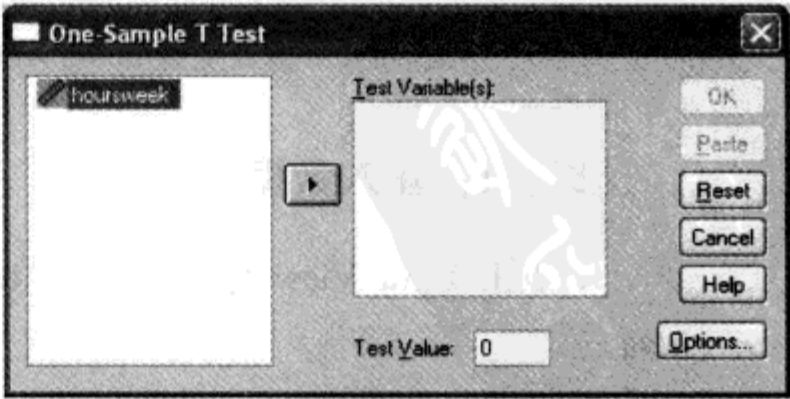 One-Sample T Test
hoursweek
Test Variable(s):
OK
Paste
Reset
Cancel
Help
Test Value: 0
Options...